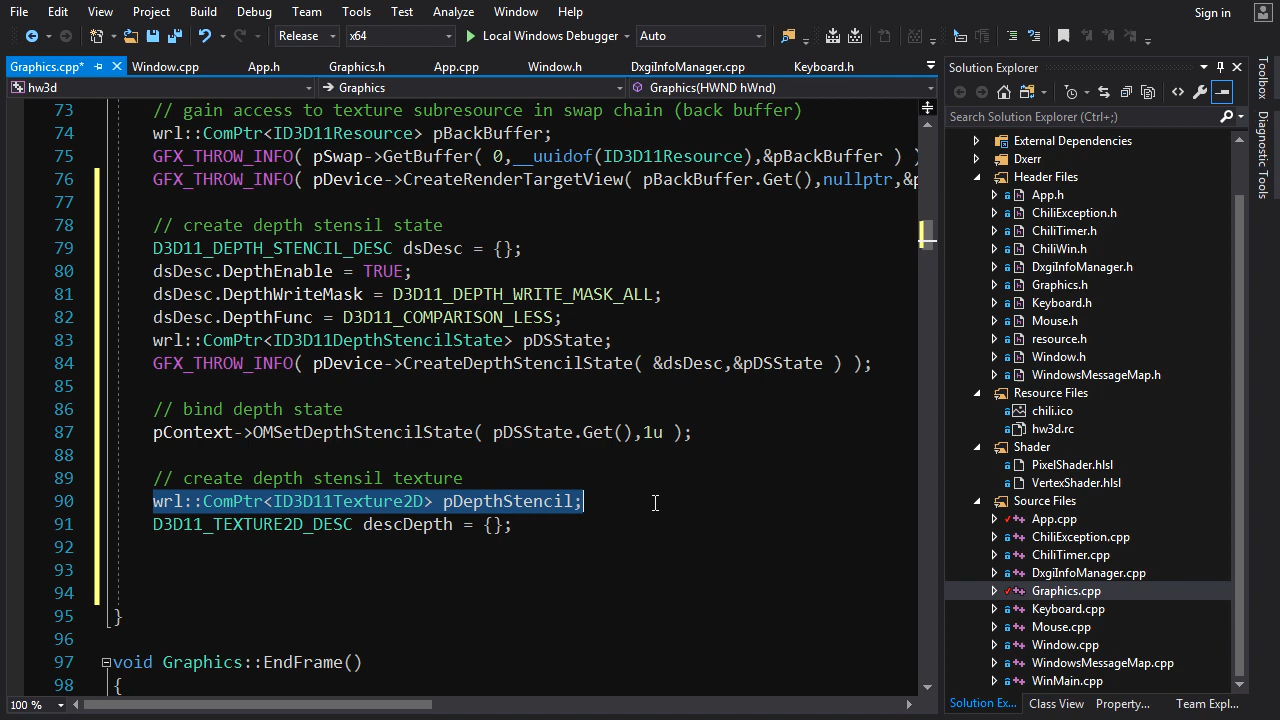 File Edit View Project Build Debug Team Tools Test Analyze Window Help Sign in
Release x64 Local Windows Debugger Auto
Graphics.cpp* Window.cpp App.h Graphics.h App.cpp Window.h DxgiInfoManager.cpp Keyboard.h
hw3d Graphics Graphics(HWND hWnd)
73 // gain access to texture subresource in swap chain (back buffer)
74 wrl::ComPtr<ID3D11Resource> pBackBuffer;
75 GFX_THROW_INFO( pSwap->GetBuffer( 0,__uuidof(ID3D11Resource),&pBackBuffer ) )
76 GFX_THROW_INFO( pDevice->CreateRenderTargetView( pBackBuffer.Get(),nullptr,&p
77
78 // create depth stensil state
79 D3D11_DEPTH_STENCIL_DESC dsDesc = {};
80 dsDesc.DepthEnable = TRUE;
81 dsDesc.DepthWriteMask = D3D11_DEPTH_WRITE_MASK_ALL;
82 dsDesc.DepthFunc = D3D11_COMPARISON_LESS;
83 wrl::ComPtr<ID3D11DepthStencilState> pDSState;
84 GFX_THROW_INFO( pDevice->CreateDepthStencilState( &dsDesc,&pDSState ) );
85
86 // bind depth state
87 pContext->OMSetDepthStencilState( pDSState.Get(),1u );
88
89 // create depth stensil texture
90 wrl::ComPtr<ID3D11Texture2D> pDepthStencil;
91 D3D11_TEXTURE2D_DESC descDepth = {};
92
93
94
95 }
96
97 void Graphics::EndFrame()
98 {
100 %
Solution Explorer
Search Solution Explorer (Ctrl+;)
External Dependencies
Dxerr
Header Files
App.h
ChiliException.h
ChiliTimer.h
ChiliWin.h
DxgiInfoManager.h
Graphics.h
Keyboard.h
Mouse.h
resource.h
Window.h
WindowsMessageMap.h
Resource Files
chili.ico
hw3d.rc
Shader
PixelShader.hlsl
VertexShader.hlsl
Source Files
App.cpp
ChiliException.cpp
ChiliTimer.cpp
DxgiInfoManager.cpp
Graphics.cpp
Keyboard.cpp
Mouse.cpp
Window.cpp
WindowsMessageMap.cpp
WinMain.cpp
Solution Ex... Class View Property... Team Expl...
Toolbox
Diagnostic Tools